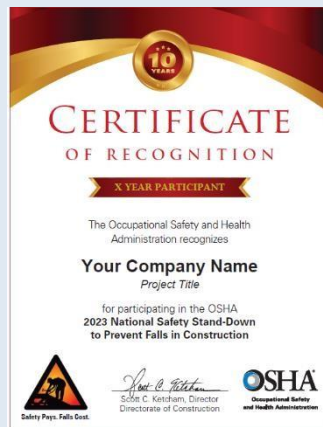 10
YEARS
CERTIFICATE
OF RECOGNITION
X YEAR PARTICIPANT
The Occupational Safety and Health
Administration recognizes
Your Company Name
Project Title
for participating in the OSHA
2023 National Safety Stand-Down
to Prevent Falls in Construction
Scott C. Ketcham
Scott C. Ketcham, Director
Directorate of Construction
Safety Pays. Falls Cost.
OSHA
Occupational Safety
and Health Administration